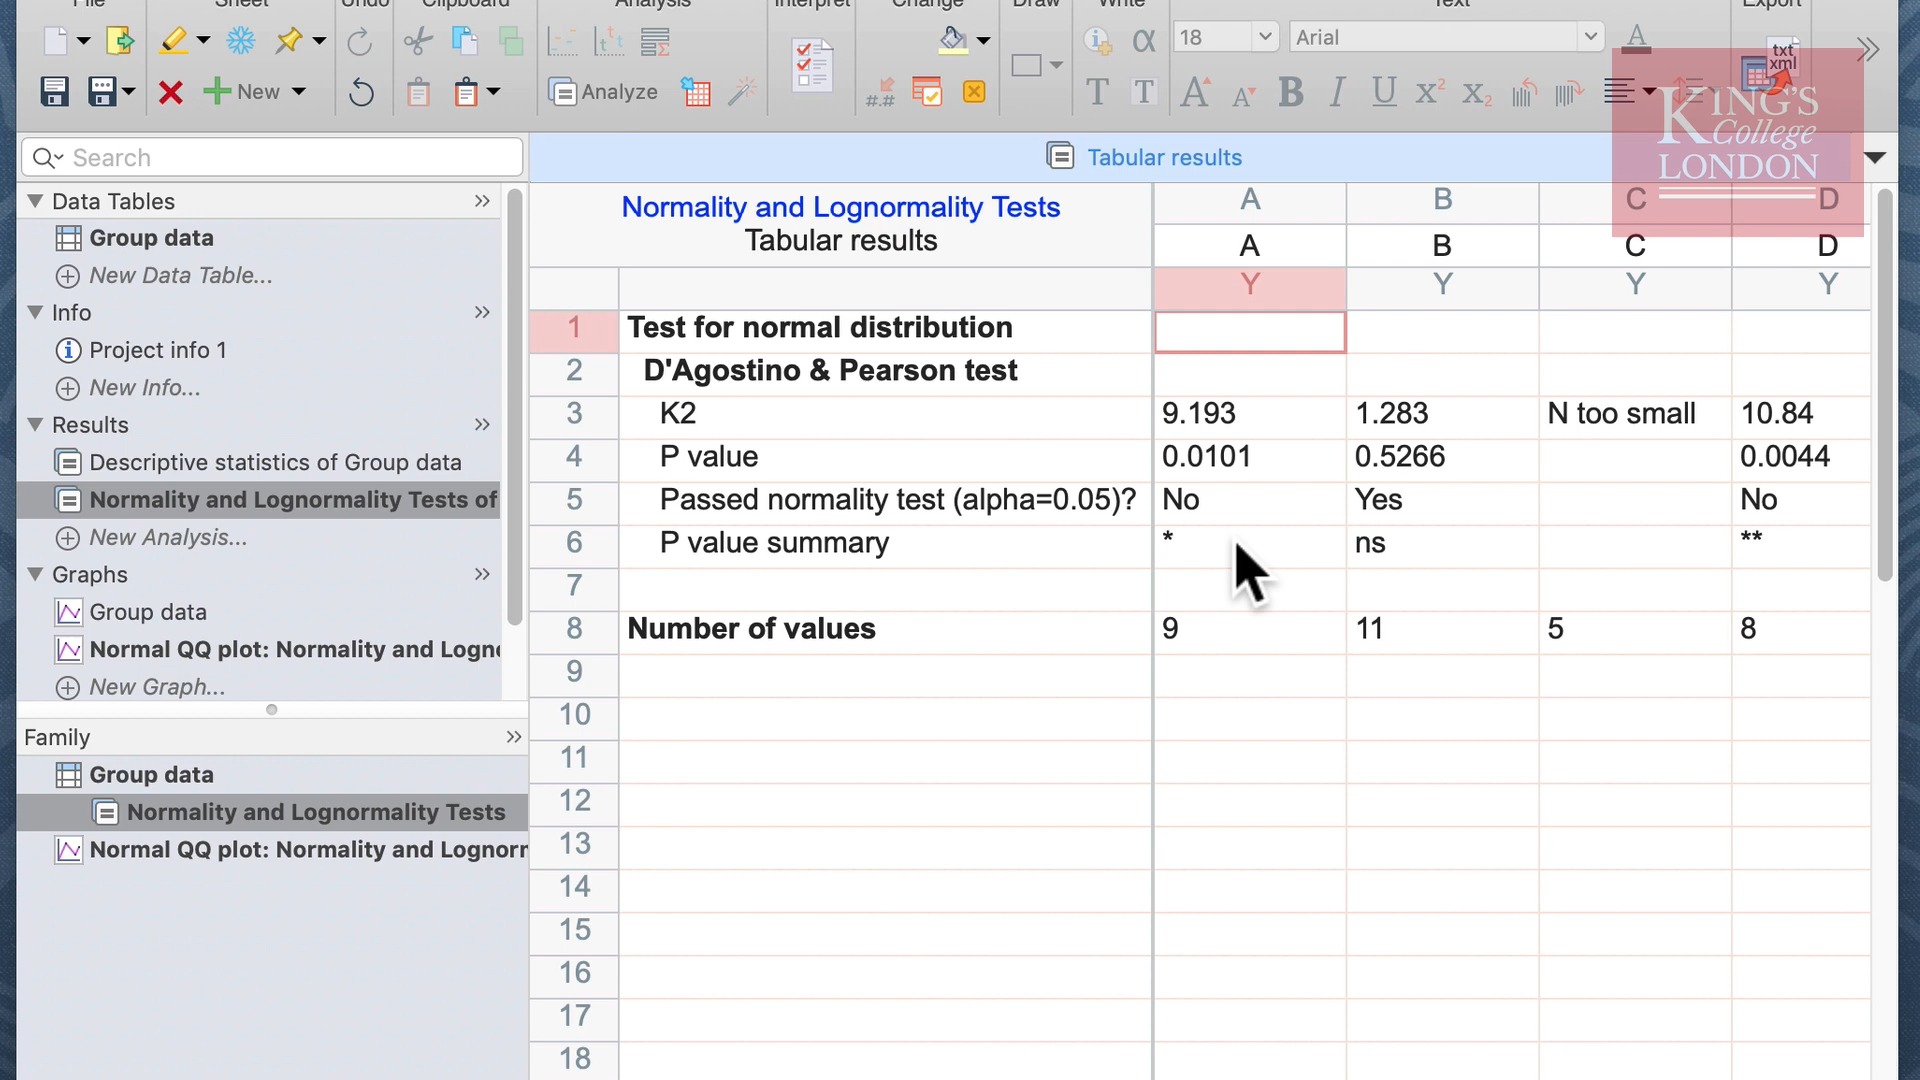 File Sheet Undo Clipboard Analysis Interpret Change Draw Write Text Export
18 Arial
New Analyze
txt
xml
KING'S
College
LONDON
Search
Tabular results
Data Tables
Group data
New Data Table...
Info
Project info 1
New Info...
Results
Descriptive statistics of Group data
Normality and Lognormality Tests of
New Analysis...
Graphs
Group data
Normal QQ plot: Normality and Logn
New Graph...
Family
Group data
Normality and Lognormality Tests
Normal QQ plot: Normality and Lognor
Normality and Lognormality Tests
Tabular results
A B C D
A B C D
Y Y Y Y
1 Test for normal distribution
2 D'Agostino & Pearson test
3 K2 9.193 1.283 N too small 10.84
4 P value 0.0101 0.5266 0.0044
5 Passed normality test (alpha=0.05)? No Yes No
6 P value summary * ns **
7
8 Number of values 9 11 5 8
9
10
11
12
13
14
15
16
17
18